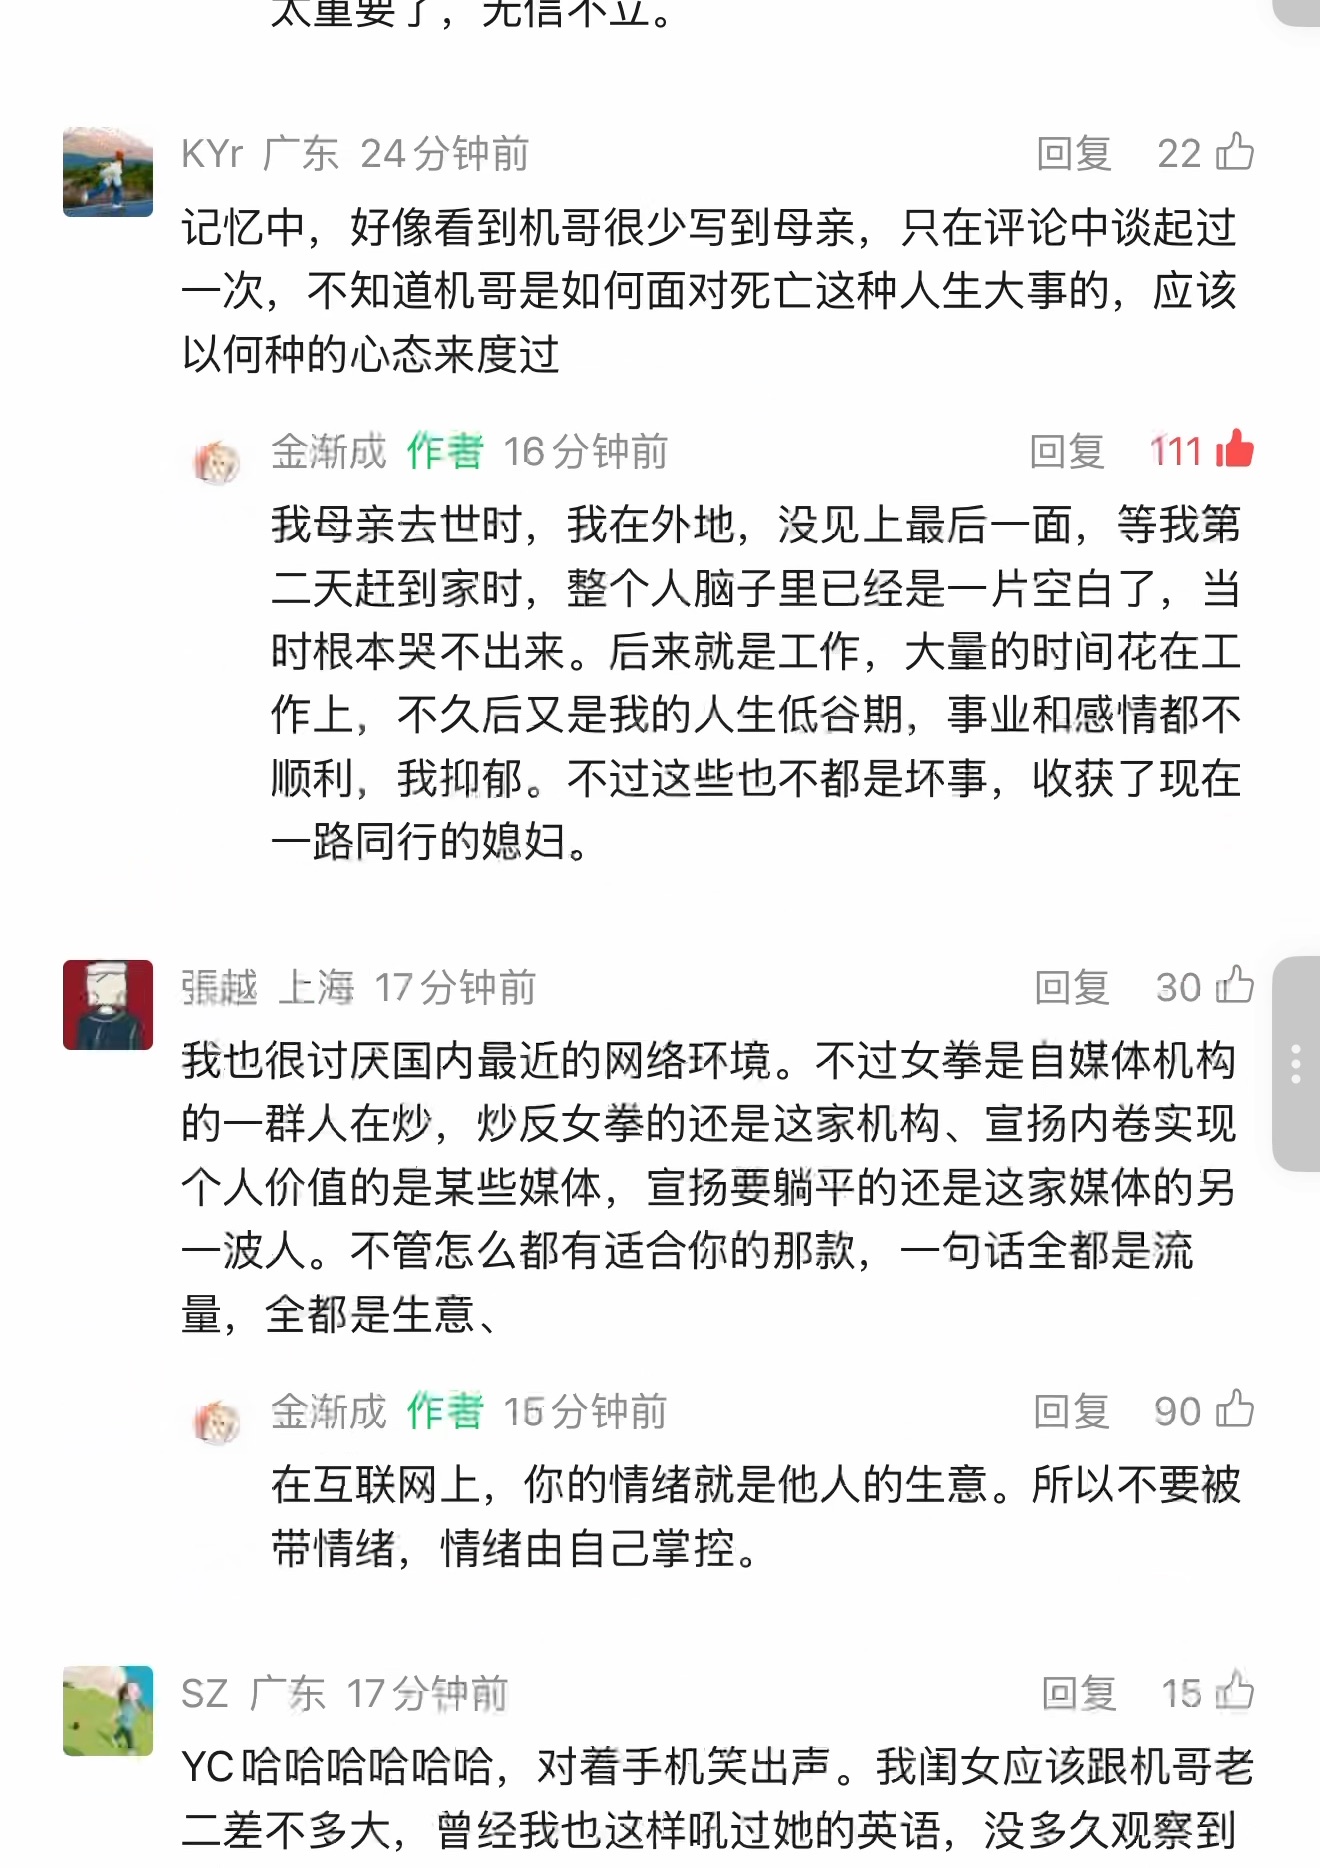 太重要了，无信不立。
KYr 广东 24分钟前 回复 22
记忆中，好像看到机哥很少写到母亲，只在评论中谈起过
一次，不知道机哥是如何面对死亡这种人生大事的，应该
以何种的心态来度过
金渐成 作者 16分钟前 回复 111
我母亲去世时，我在外地，没见上最后一面，等我第
二天赶到家时，整个人脑子里已经是一片空白了，当
时根本哭不出来。后来就是工作，大量的时间花在工
作上，不久后又是我的人生低谷期，事业和感情都不
顺利，我抑郁。不过这些也不都是坏事，收获了现在
一路同行的媳妇。
張越 上海 17分钟前 回复 30
我也很讨厌国内最近的网络环境。不过女拳是自媒体机构
的一群人在炒，炒反女拳的还是这家机构、宣扬内卷实现
个人价值的是某些媒体，宣扬要躺平的还是这家媒体的另
一波人。不管怎么都有适合你的那款，一句话全都是流
量，全都是生意、
金渐成 作者 15分钟前 回复 90
在互联网上，你的情绪就是他人的生意。所以不要被
带情绪，情绪由自己掌控。
SZ 广东 17分钟前 回复 15
YC哈哈哈哈哈哈，对着手机笑出声。我闺女应该跟机哥老
二差不多大，曾经我也这样吼过她的英语，没多久观察到